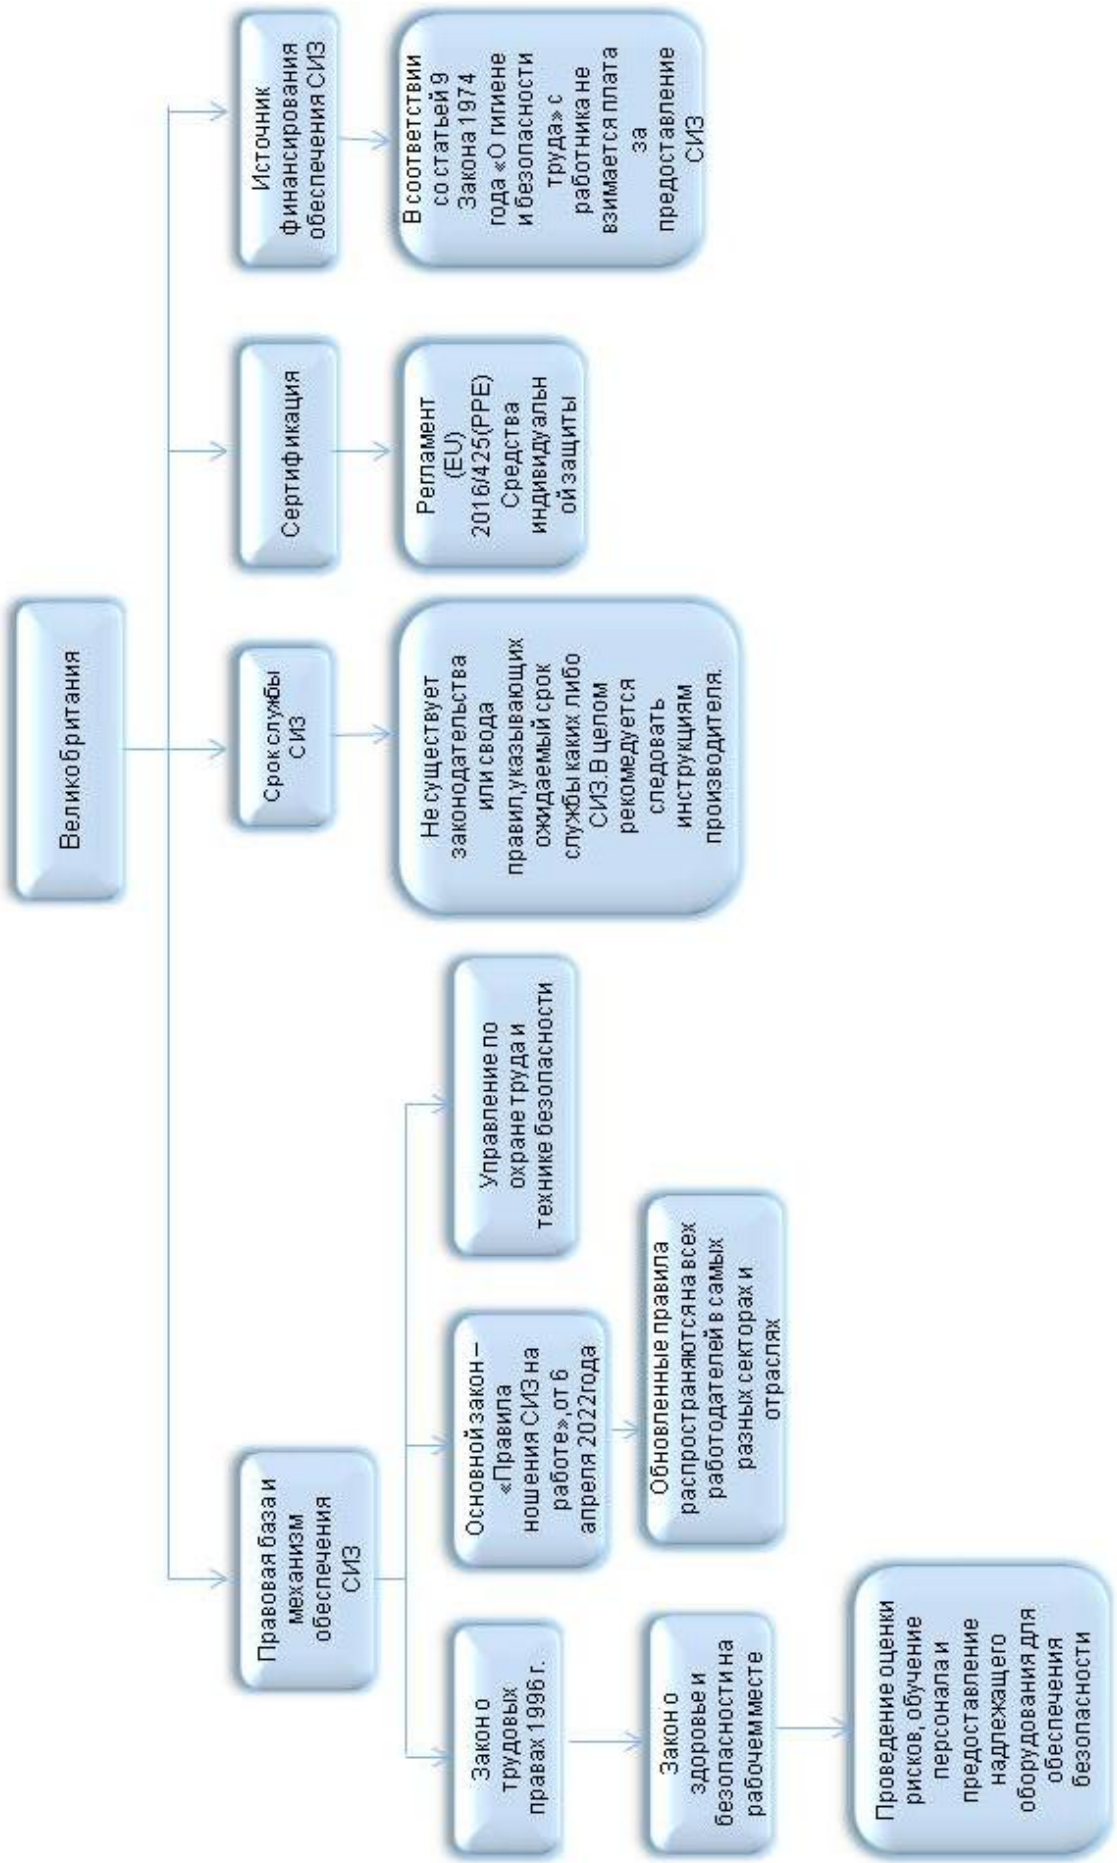 Великобритания
Правовая база и
механизм
обеспечения
СИЗ
Срок службы
СИЗ
Сертификация
Источник
финансирования
обеспечения СИЗ
Закон о
трудовых
правах 1996 г.
Основной закон –
«Правила
ношения СИЗ на
работе», от 6
апреля 2022года
Управление по
охране труда и
технике безопасности
Не существует
законодательства
или свода
правил,указывающих
ожидаемый срок
службы каких либо
СИЗ.В целом
рекомедуется
следовать
инструкциям
производителя.
Регламент
(EU)
2016/425(PPE)
Средства
индивидуальн
ой защиты
В соответствии
со статьей 9
Закона 1974
года «О гигиене
и безопасности
труда» с
работника не
взимается плата
за
предоставление
СИЗ
Закон о
здоровье и
безопасности на
рабочем месте
Обновленные правила
распространяются на всех
работодателей в самых
разных секторах и
отраслях
Проведение оценки
рисков, обучение
персонала и
предоставление
надлежащего
оборудования для
обеспечения
безопасности